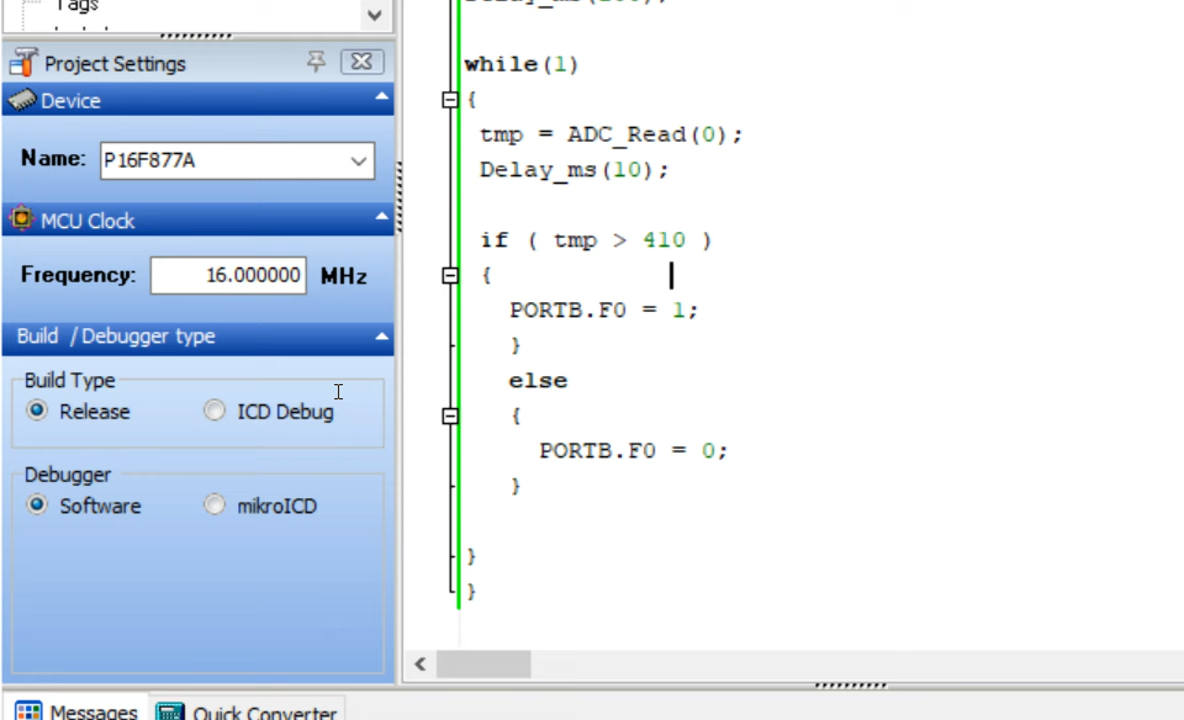 Tags
Project Settings
Device
Name: P16F877A
MCU Clock
Frequency: 16.000000 MHz
Build / Debugger type
Build Type
Release ICD Debug
Debugger
Software mikroICD
while(1)
{
tmp = ADC_Read(0);
Delay_ms(10);
if ( tmp > 410 )
{
PORTB.F0 = 1;
}
else
{
PORTB.F0 = 0;
}
}
}
Messages Quick Converter